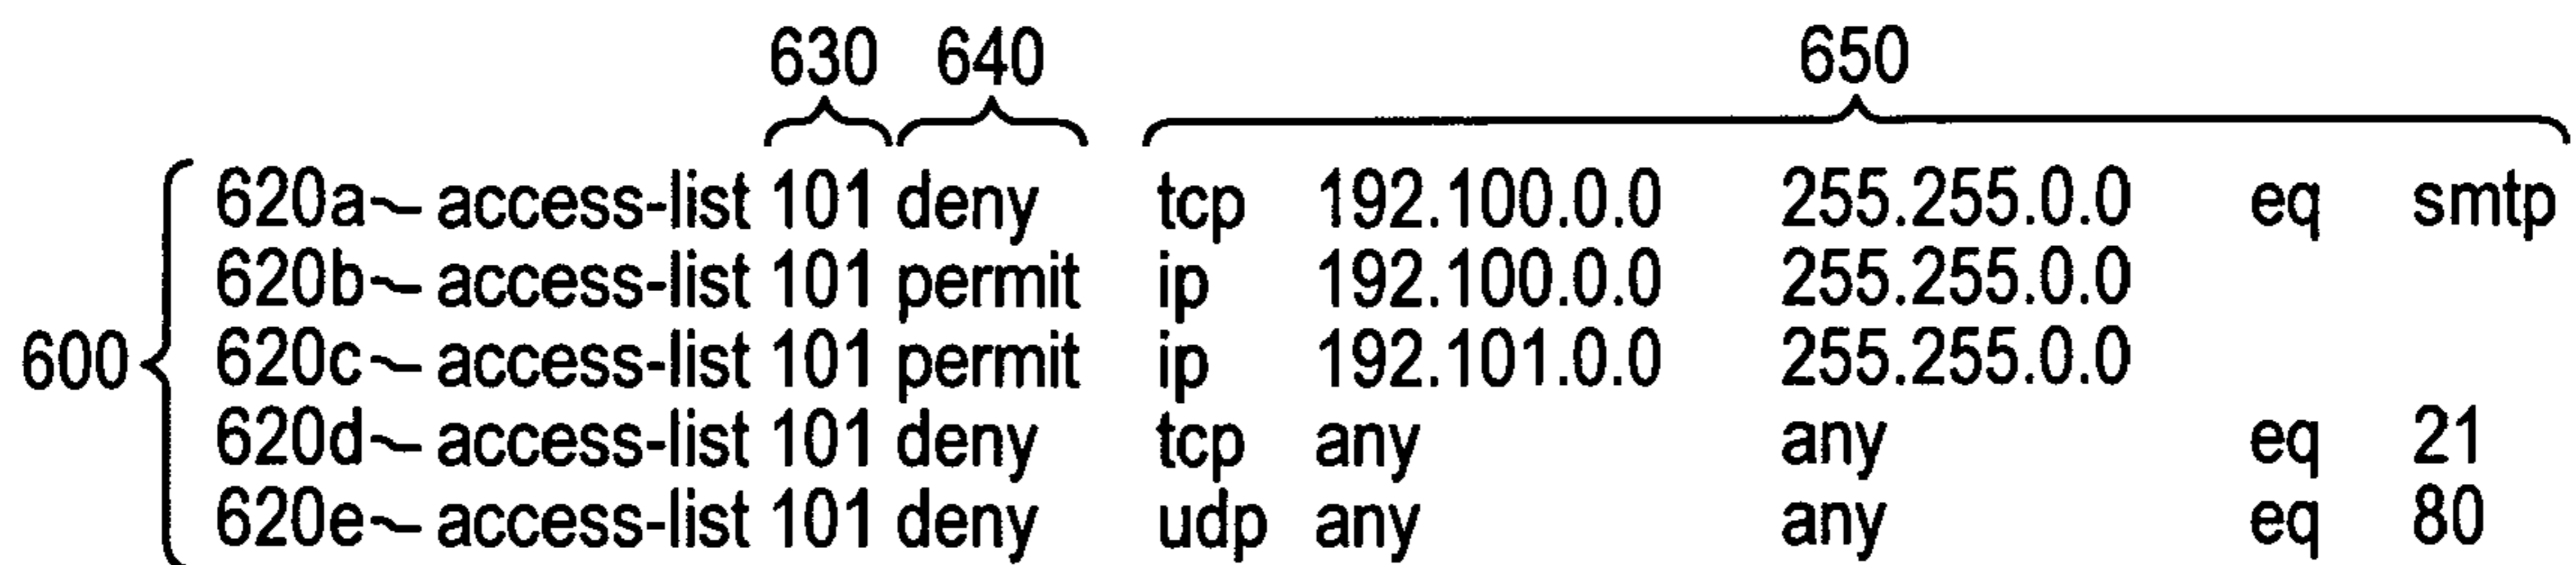 630 640 650
620a access-list 101 deny tcp 192.100.0.0 255.255.0.0 eq smtp
620b access-list 101 permit ip 192.100.0.0 255.255.0.0
600 620c access-list 101 permit ip 192.101.0.0 255.255.0.0
620d access-list 101 deny tcp any any eq 21
620e access-list 101 deny udp any any eq 80